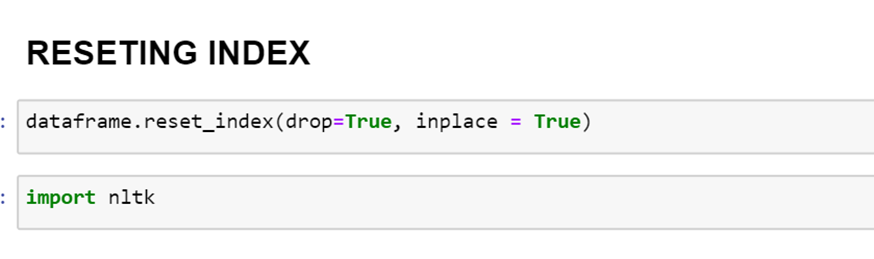 RESETING INDEX
: dataframe.reset_index(drop=True, inplace = True)
: import nltk